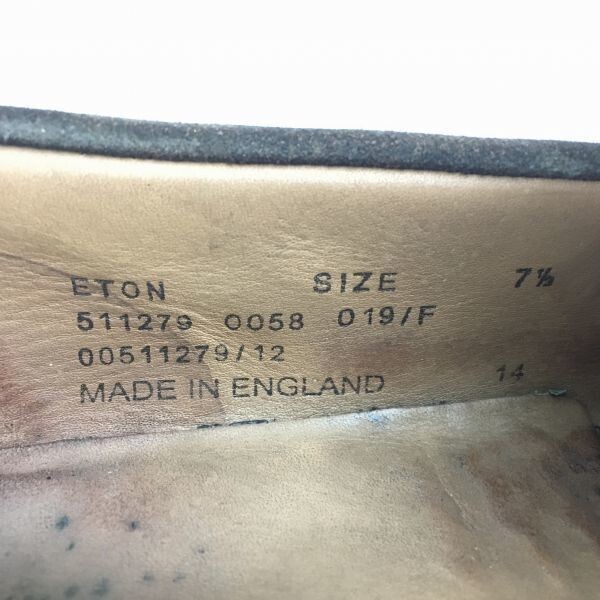 ETON SIZE 7½
511279 0058 019/F
00511279/12
MADE IN ENGLAND 14